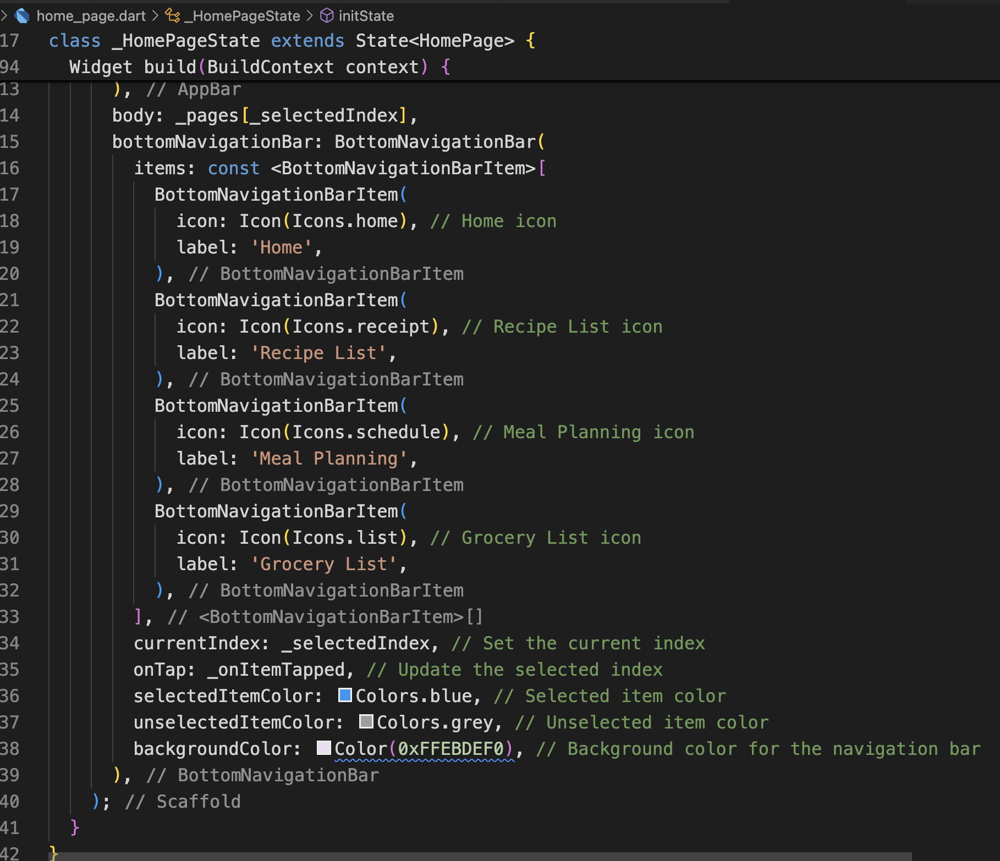 home_page.dart > _HomePageState > initState
17 class _HomePageState extends State<HomePage> {
94 Widget build(BuildContext context) {
13 ), // AppBar
14 body: _pages[_selectedIndex],
15 bottomNavigationBar: BottomNavigationBar(
16 items: const <BottomNavigationBarItem>[
17 BottomNavigationBarItem(
18 icon: Icon(Icons.home), // Home icon
19 label: 'Home',
20 ), // BottomNavigationBarItem
21 BottomNavigationBarItem(
22 icon: Icon(Icons.receipt), // Recipe List icon
23 label: 'Recipe List',
24 ), // BottomNavigationBarItem
25 BottomNavigationBarItem(
26 icon: Icon(Icons.schedule), // Meal Planning icon
27 label: 'Meal Planning',
28 ), // BottomNavigationBarItem
29 BottomNavigationBarItem(
30 icon: Icon(Icons.list), // Grocery List icon
31 label: 'Grocery List',
32 ), // BottomNavigationBarItem
33 ], // <BottomNavigationBarItem>[]
34 currentIndex: _selectedIndex, // Set the current index
35 onTap: _onItemTapped, // Update the selected index
36 selectedItemColor: Colors.blue, // Selected item color
37 unselectedItemColor: Colors.grey, // Unselected item color
38 backgroundColor: Color(0xFFEBDEF0), // Background color for the navigation bar
39 ), // BottomNavigationBar
40 ); // Scaffold
41 }
42 }